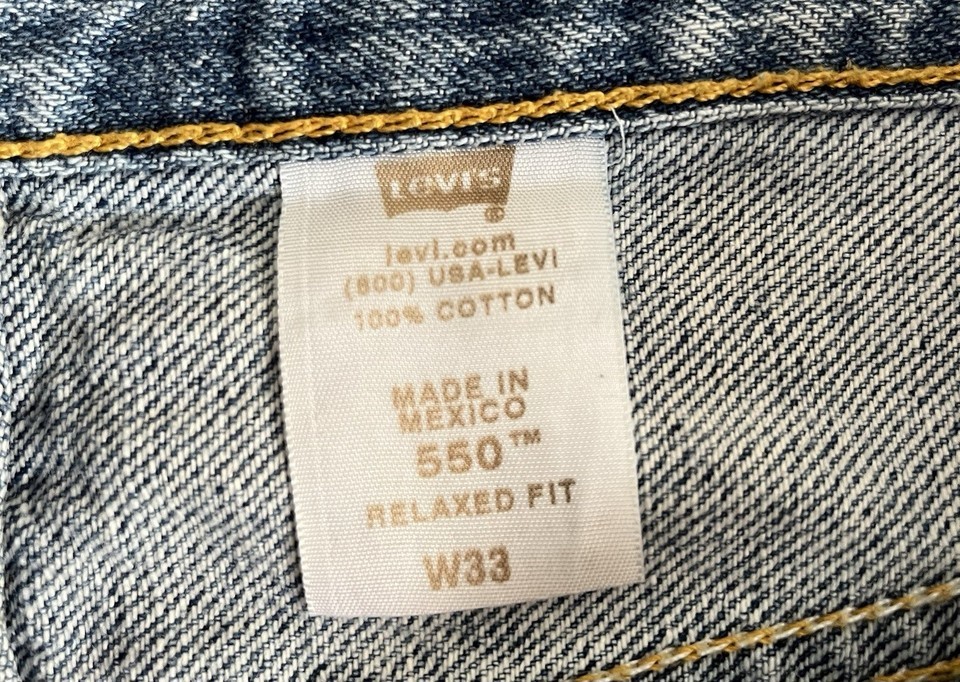 LEVI'S
®
levi.com
(800) USA-LEVI
100% COTTON
MADE IN
MEXICO
550™
RELAXED FIT
W33